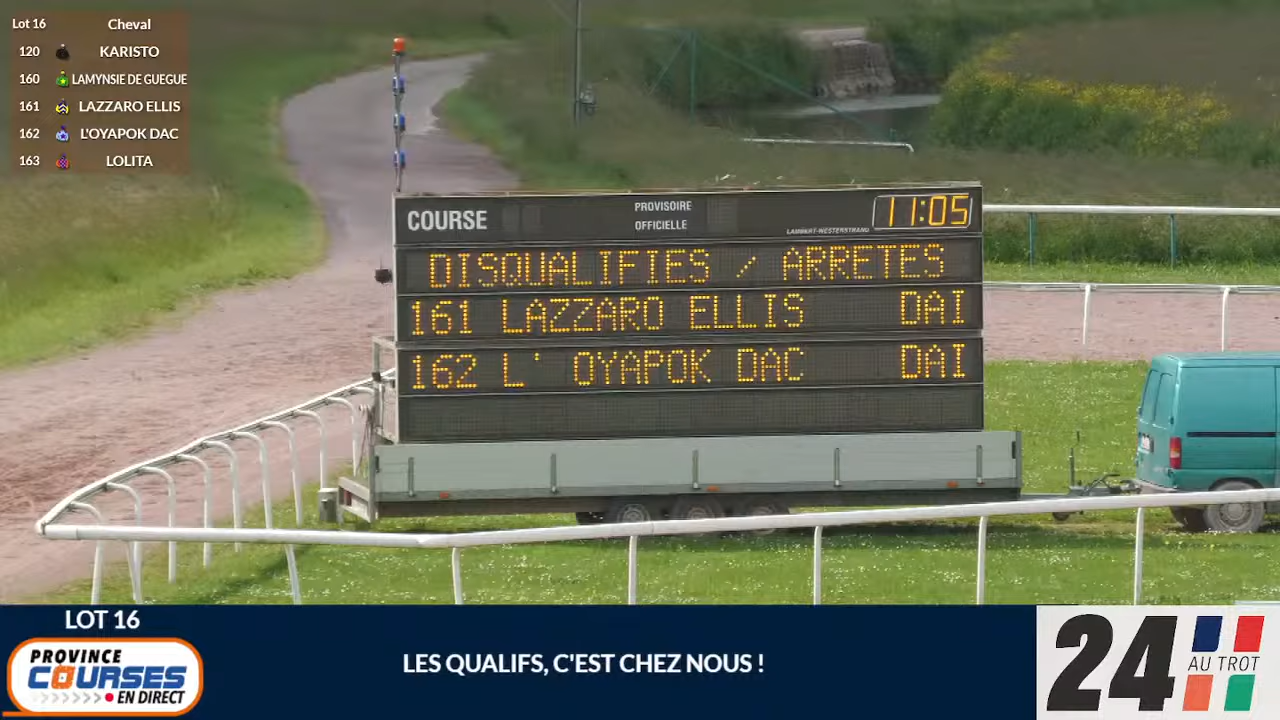 Lot 16 Cheval
120 KARISTO
160 LAMYNSIE DE GUEGUE
161 LAZZARO ELLIS
162 L'OYAPOK DAC
163 LOLITA
COURSE
PROVISOIRE
OFFICIELLE
LAMBERT-WESTERSTRAND
11:05
DISQUALIFIES / ARRETES
161 LAZZARO ELLIS DAI
162 L' OYAPOK DAC DAI
LOT 16
PROVINCE
COURSES
EN DIRECT
LES QUALIFS, C'EST CHEZ NOUS !
24
AU TROT